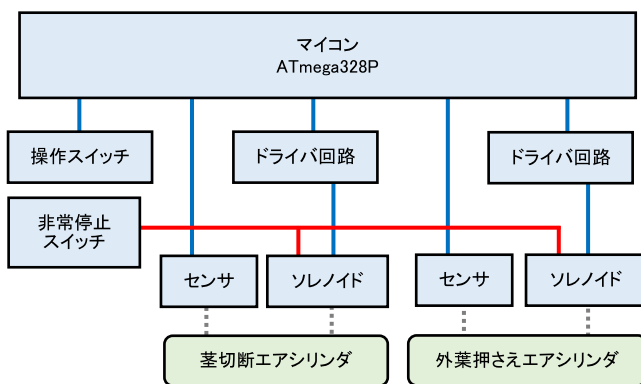 マイコン
ATmega328P
操作スイッチ
ドライバ回路
ドライバ回路
非常停止
スイッチ
センサ
ソレノイド
センサ
ソレノイド
茎切断エアシリンダ
外葉押さえエアシリンダ